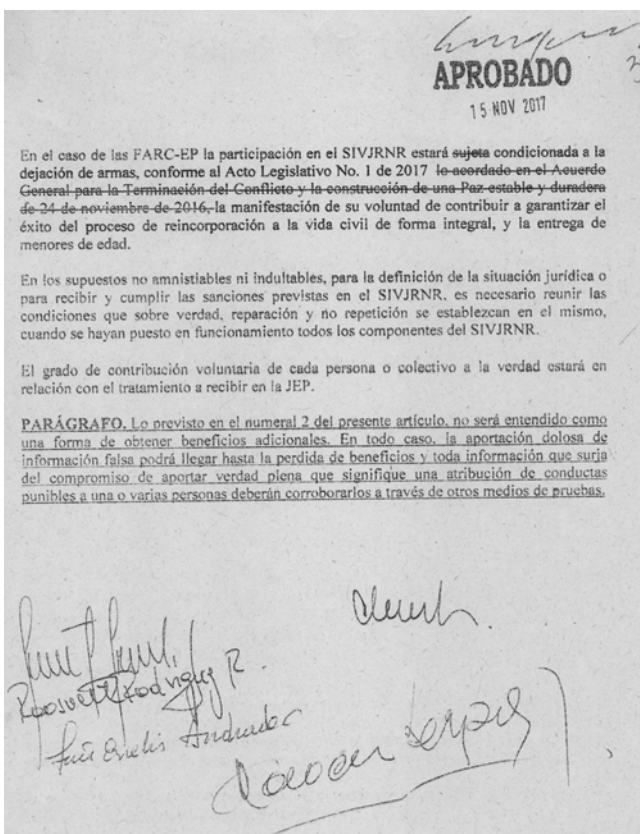 APROBADO
15 NOV 2017
En el caso de las FARC-EP la participación en el SIVJRNR estará sujeta condicionada a la
dejación de armas, conforme al Acto Legislativo No. 1 de 2017 lo acordado en el Acuerdo
General para la Terminación del Conflicto y la construcción de una Paz estable y duradera
de 24 de noviembre de 2016, la manifestación de su voluntad de contribuir a garantizar el
éxito del proceso de reincorporación a la vida civil de forma integral, y la entrega de
menores de edad.
En los supuestos no amnistiables ni indultables, para la definición de la situación jurídica o
para recibir y cumplir las sanciones previstas en el SIVJRNR, es necesario reunir las
condiciones que sobre verdad, reparación y no repetición se establezcan en el mismo,
cuando se hayan puesto en funcionamiento todos los componentes del SIVJRNR.
El grado de contribución voluntaria de cada persona o colectivo a la verdad estará en
relación con el tratamiento a recibir en la JEP.
PARÁGRAFO. Lo previsto en el numeral 2 del presente artículo, no será entendido como
una forma de obtener beneficios adicionales. En todo caso, la aportación dolosa de
información falsa podrá llegar hasta la perdida de beneficios y toda información que surja
del compromiso de aportar verdad plena que signifique una atribución de conductas
punibles a una o varias personas deberán corroborarlos a través de otros medios de pruebas.
Roosvelt Rodriguez R.
Andrade